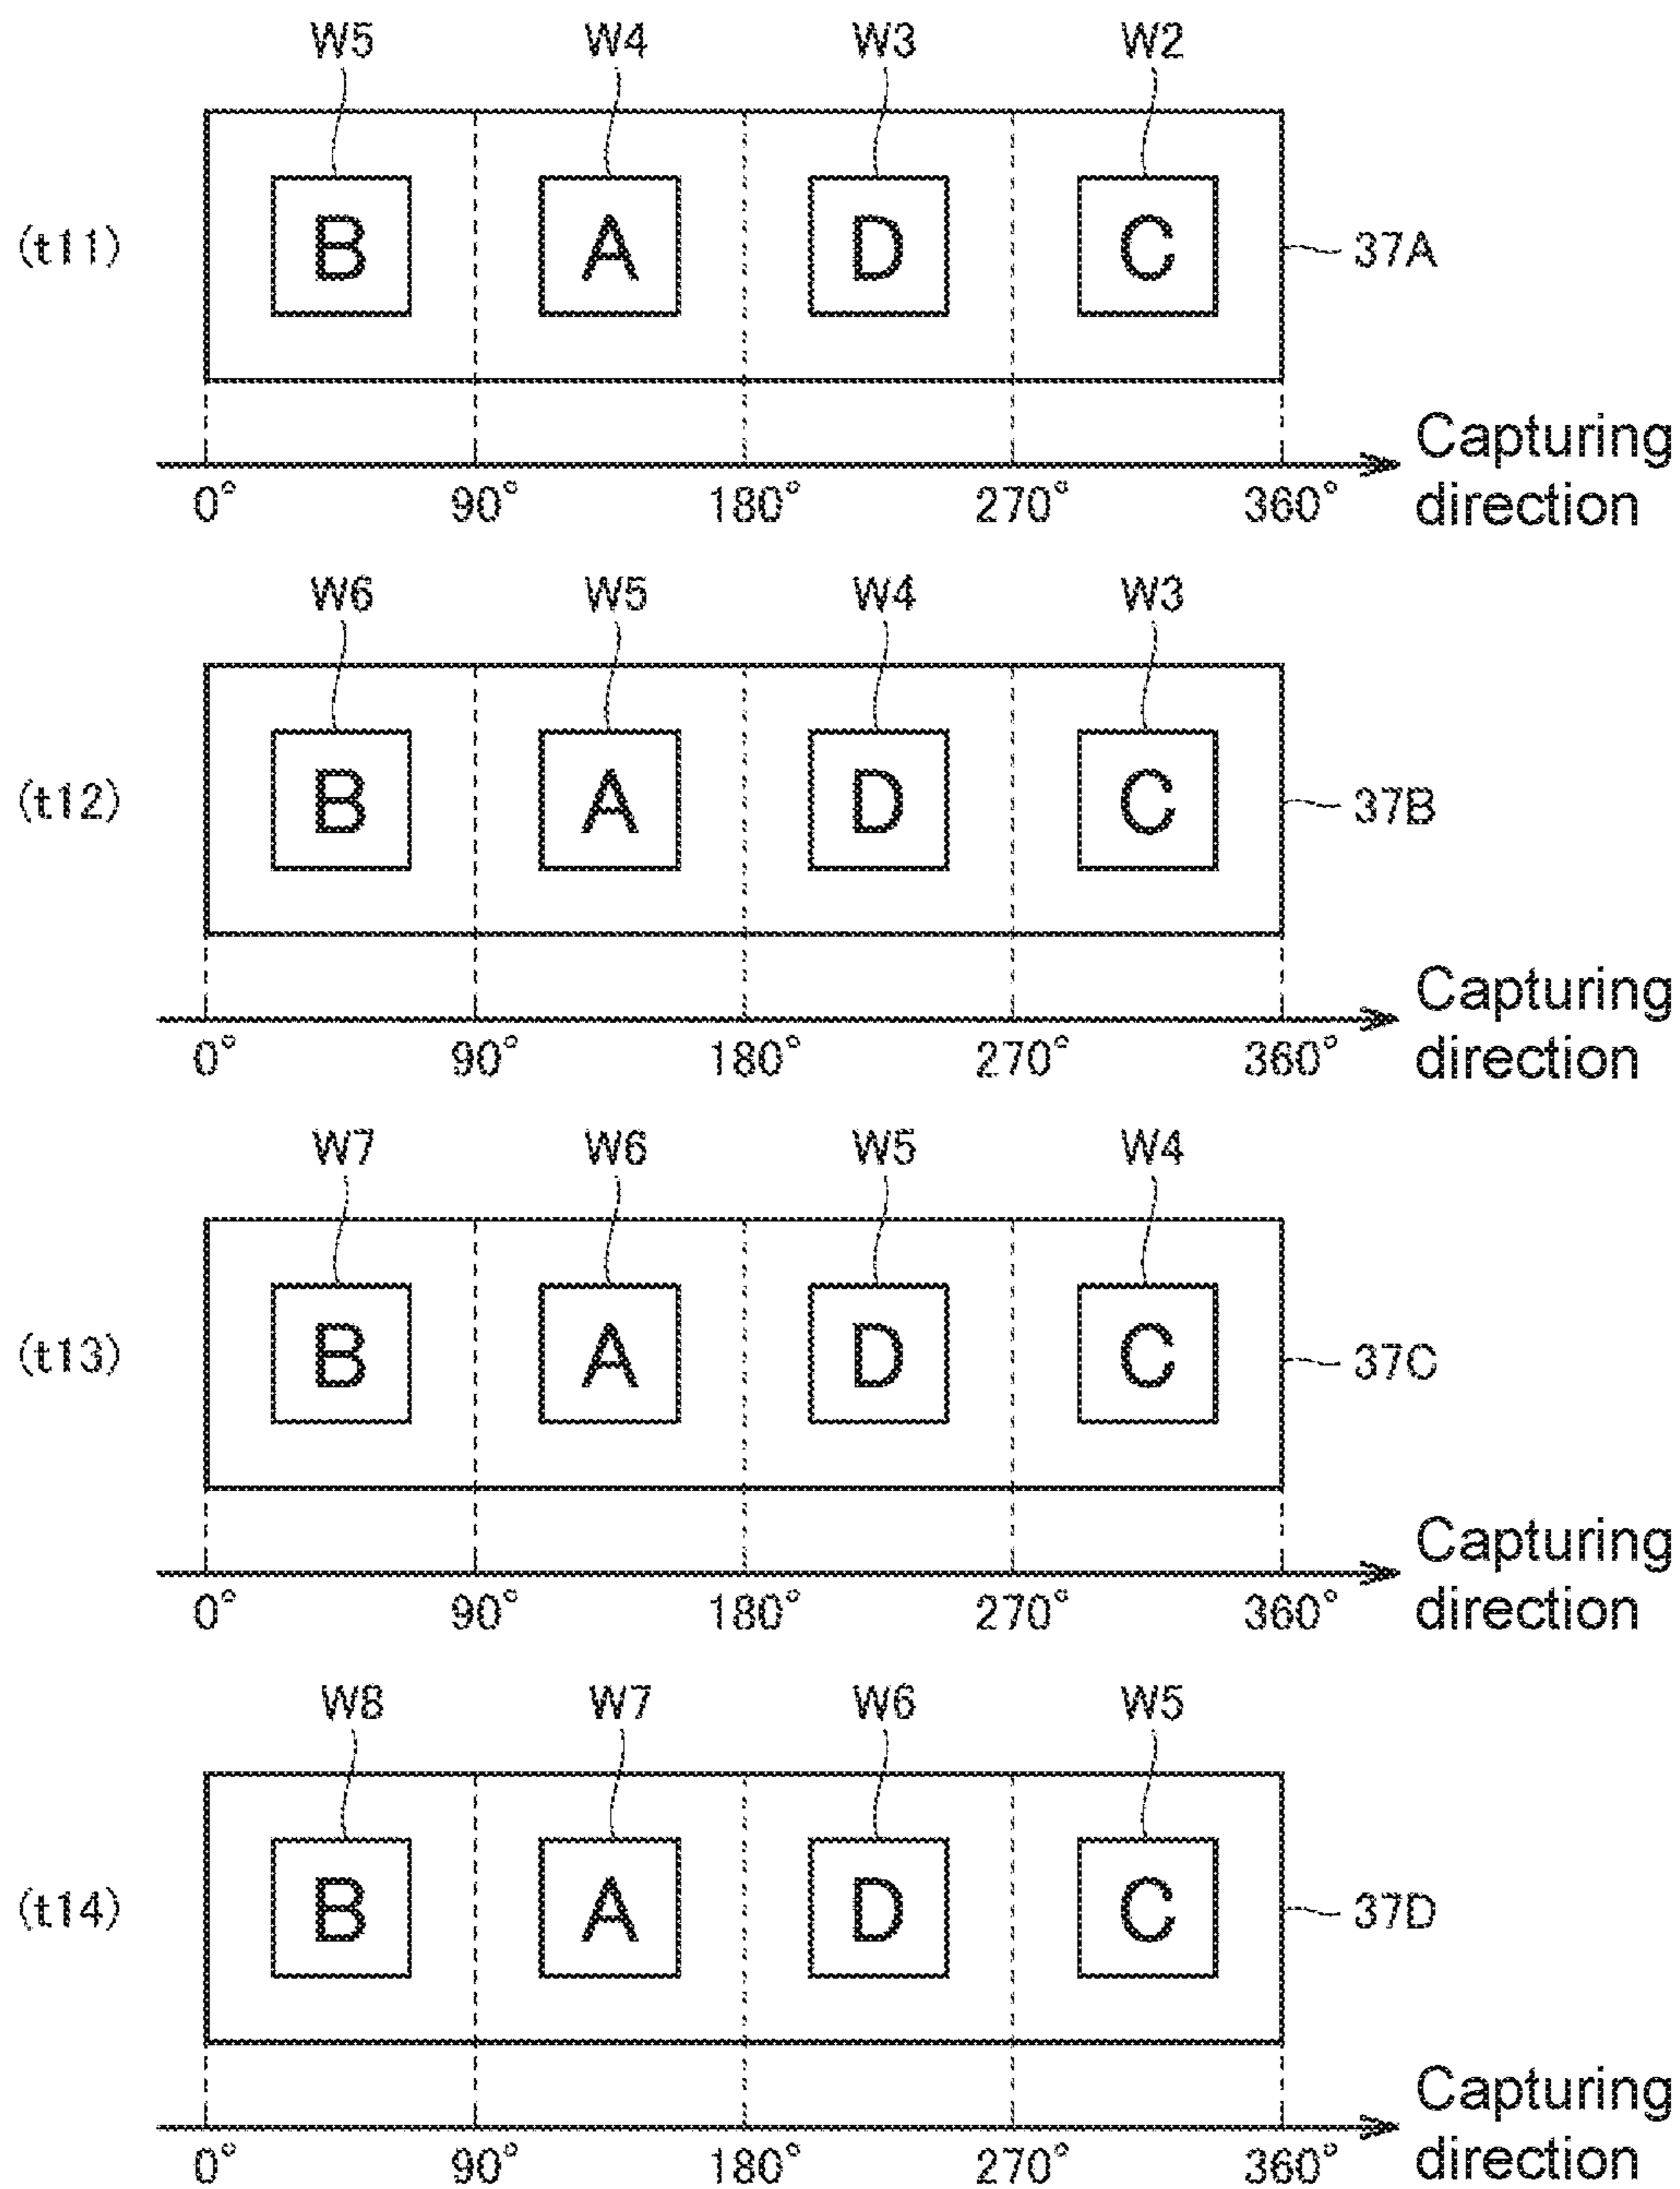 W5 W4 W3 W2
(t11) B A D C 37A
Capturing
0° 90° 180° 270° 360° direction
W6 W5 W4 W3
(t12) B A D C 37B
Capturing
0° 90° 180° 270° 360° direction
W7 W6 W5 W4
(t13) B A D C 37C
Capturing
0° 90° 180° 270° 360° direction
W8 W7 W6 W5
(t14) B A D C 37D
Capturing
0° 90° 180° 270° 360° direction